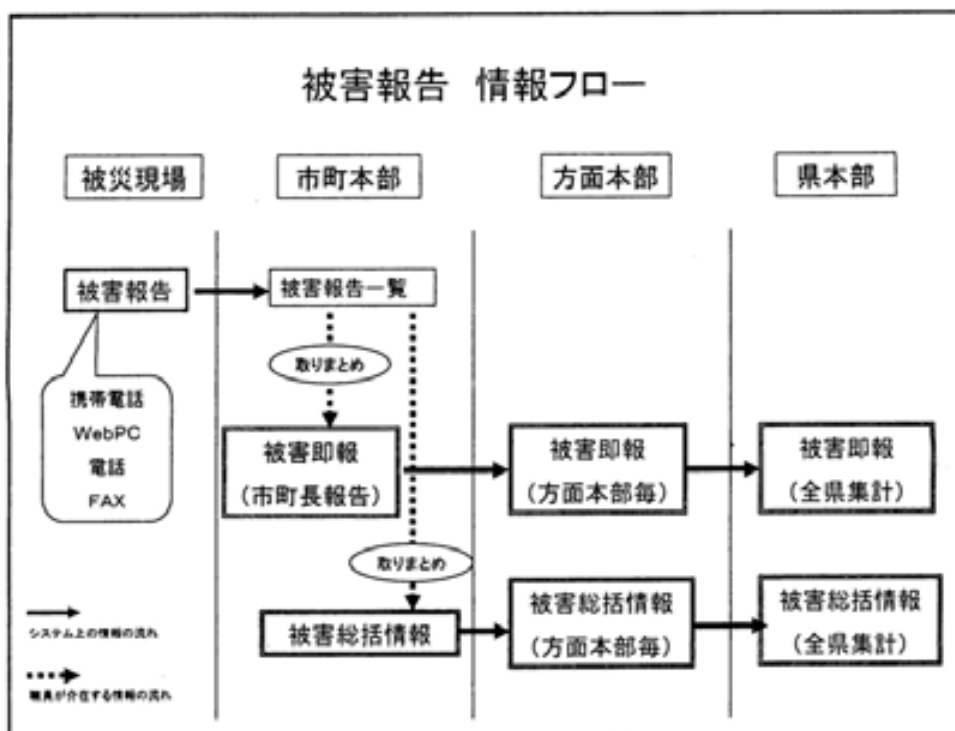 被害報告 情報フロー
被災現場
市町本部
方面本部
県本部
被害報告
被害報告一覧
取りまとめ
携帯電話
WebPC
電話
FAX
被害即報
(市町長報告)
被害即報
(方面本部毎)
被害即報
(全県集計)
取りまとめ
被害総括情報
被害総括情報
(方面本部毎)
被害総括情報
(全県集計)
システム上の情報の流れ
職員が介在する情報の流れ